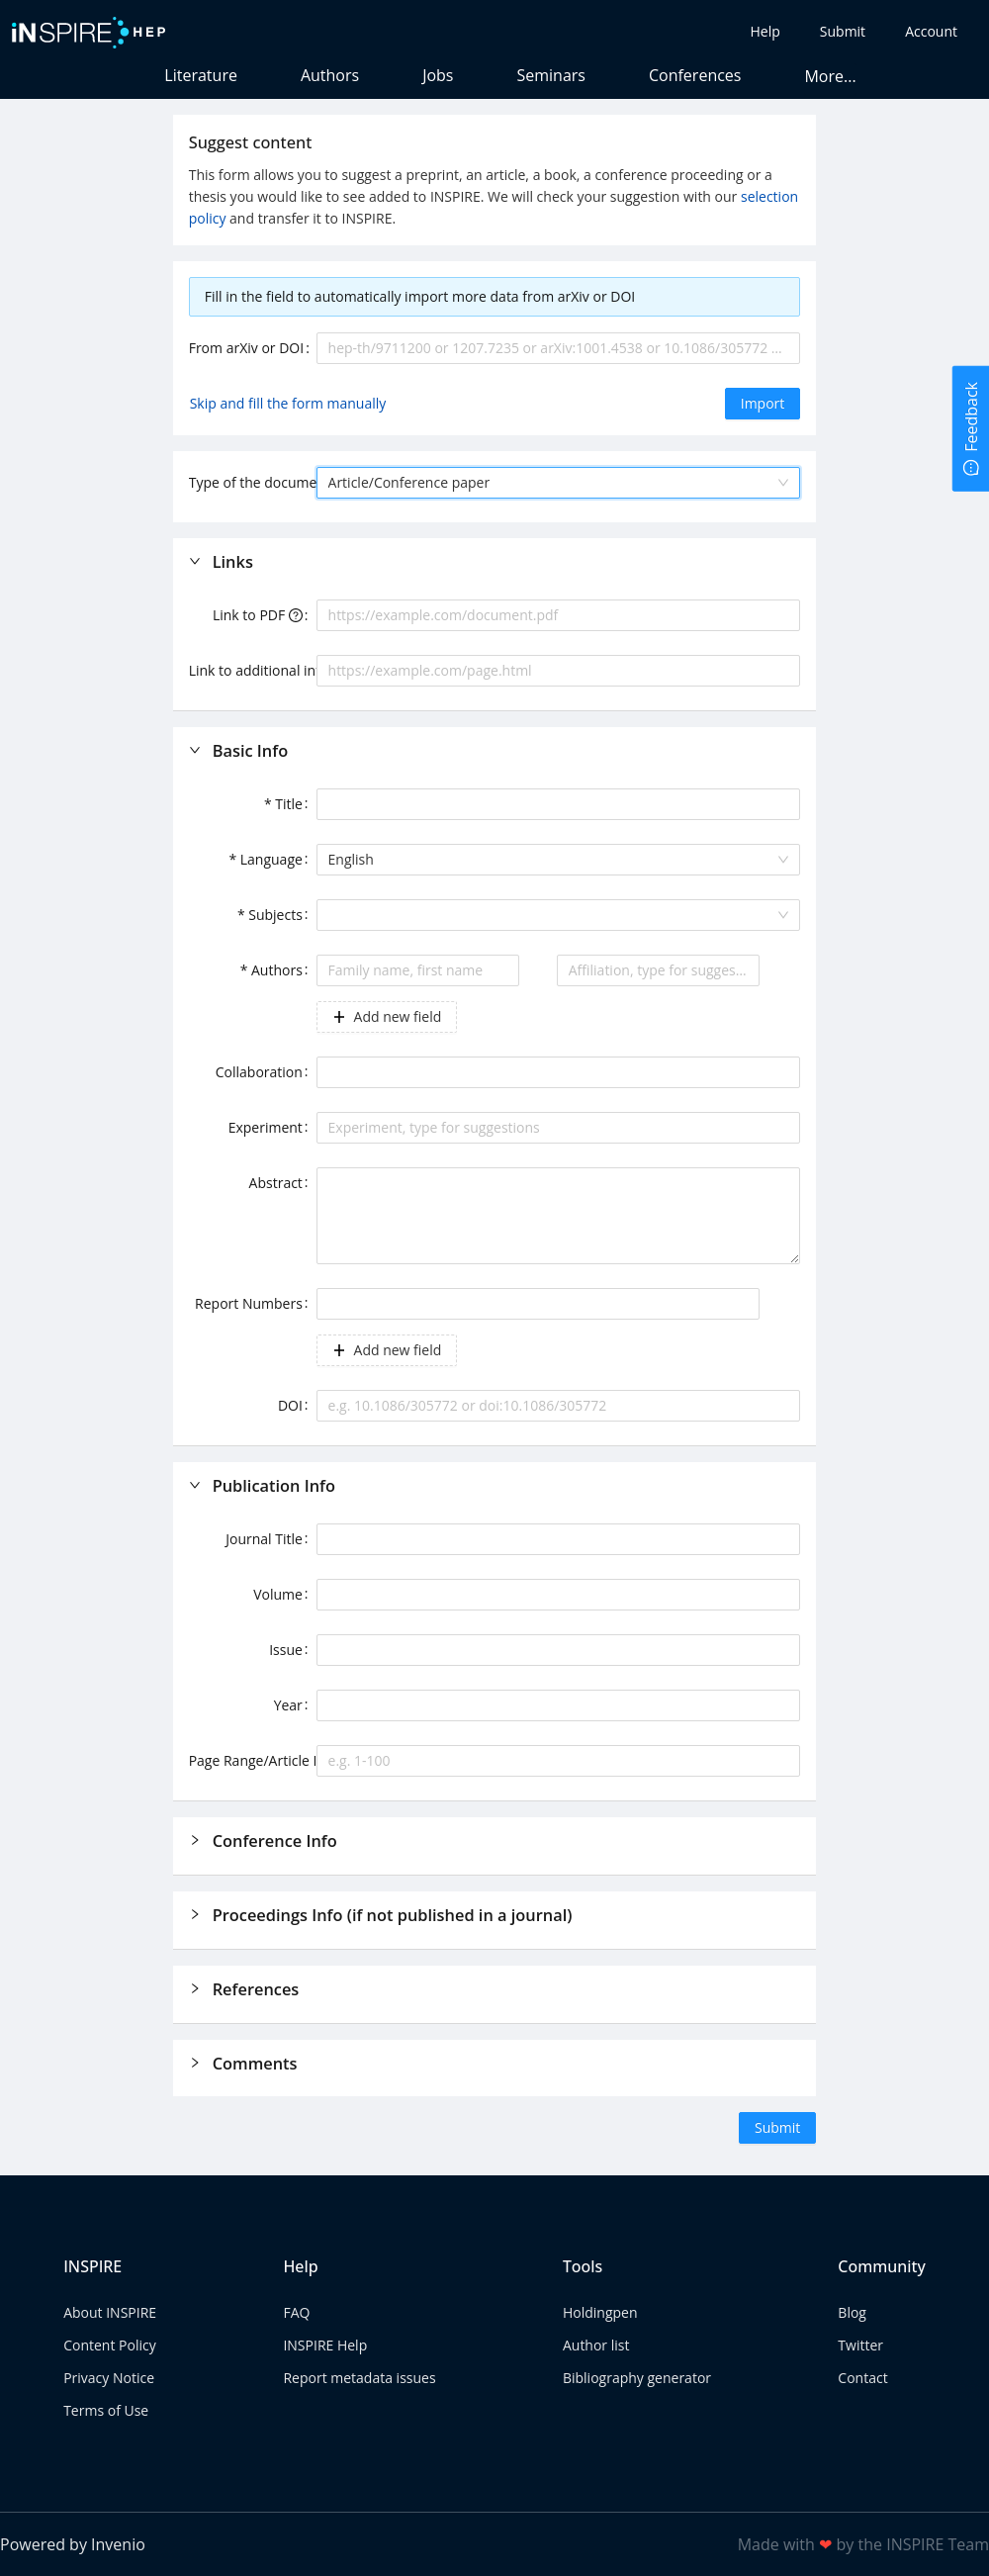 iNSPIRE HEP
Help Submit Account
Literature Authors Jobs Seminars Conferences More...
Suggest content
This form allows you to suggest a preprint, an article, a book, a conference proceeding or a
thesis you would like to see added to INSPIRE. We will check your suggestion with our selection
policy and transfer it to INSPIRE.
Fill in the field to automatically import more data from arXiv or DOI
From arXiv or DOI: hep-th/9711200 or 1207.7235 or arXiv:1001.4538 or 10.1086/305772 ...
Skip and fill the form manually Import
Feedback
Type of the docume Article/Conference paper
Links
Link to PDF : https://example.com/document.pdf
Link to additional in https://example.com/page.html
Basic Info
* Title:
* Language: English
* Subjects:
* Authors: Family name, first name Affiliation, type for sugges...
+ Add new field
Collaboration:
Experiment: Experiment, type for suggestions
Abstract:
Report Numbers:
+ Add new field
DOI: e.g. 10.1086/305772 or doi:10.1086/305772
Publication Info
Journal Title:
Volume:
Issue:
Year:
Page Range/Article I e.g. 1-100
Conference Info
Proceedings Info (if not published in a journal)
References
Comments
Submit
INSPIRE Help Tools Community
About INSPIRE FAQ Holdingpen Blog
Content Policy INSPIRE Help Author list Twitter
Privacy Notice Report metadata issues Bibliography generator Contact
Terms of Use
Powered by Invenio Made with ❤ by the INSPIRE Team